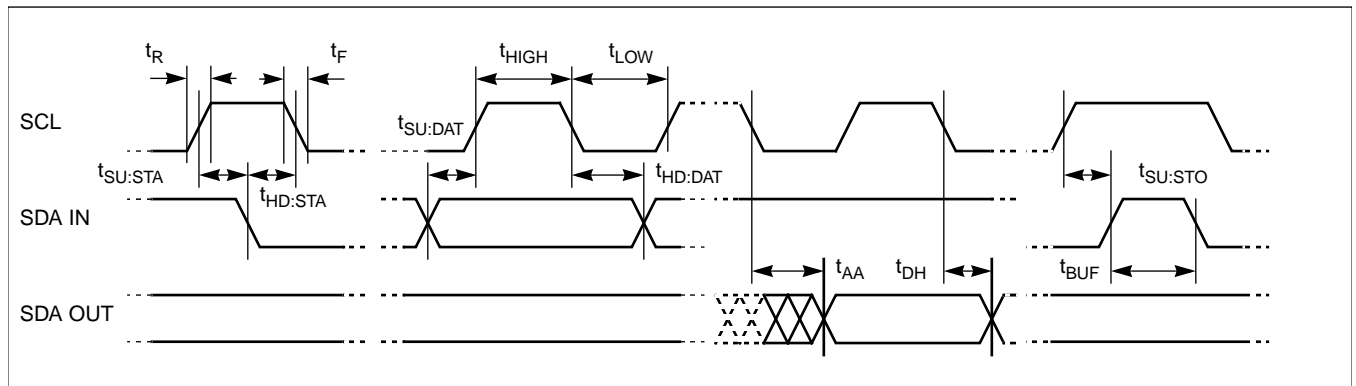 tR
tF
tHIGH
tLOW
SCL
tSU:DAT
tSU:STA
tHD:STA
tHD:DAT
tSU:STO
SDA IN
tAA
tDH
tBUF
SDA OUT